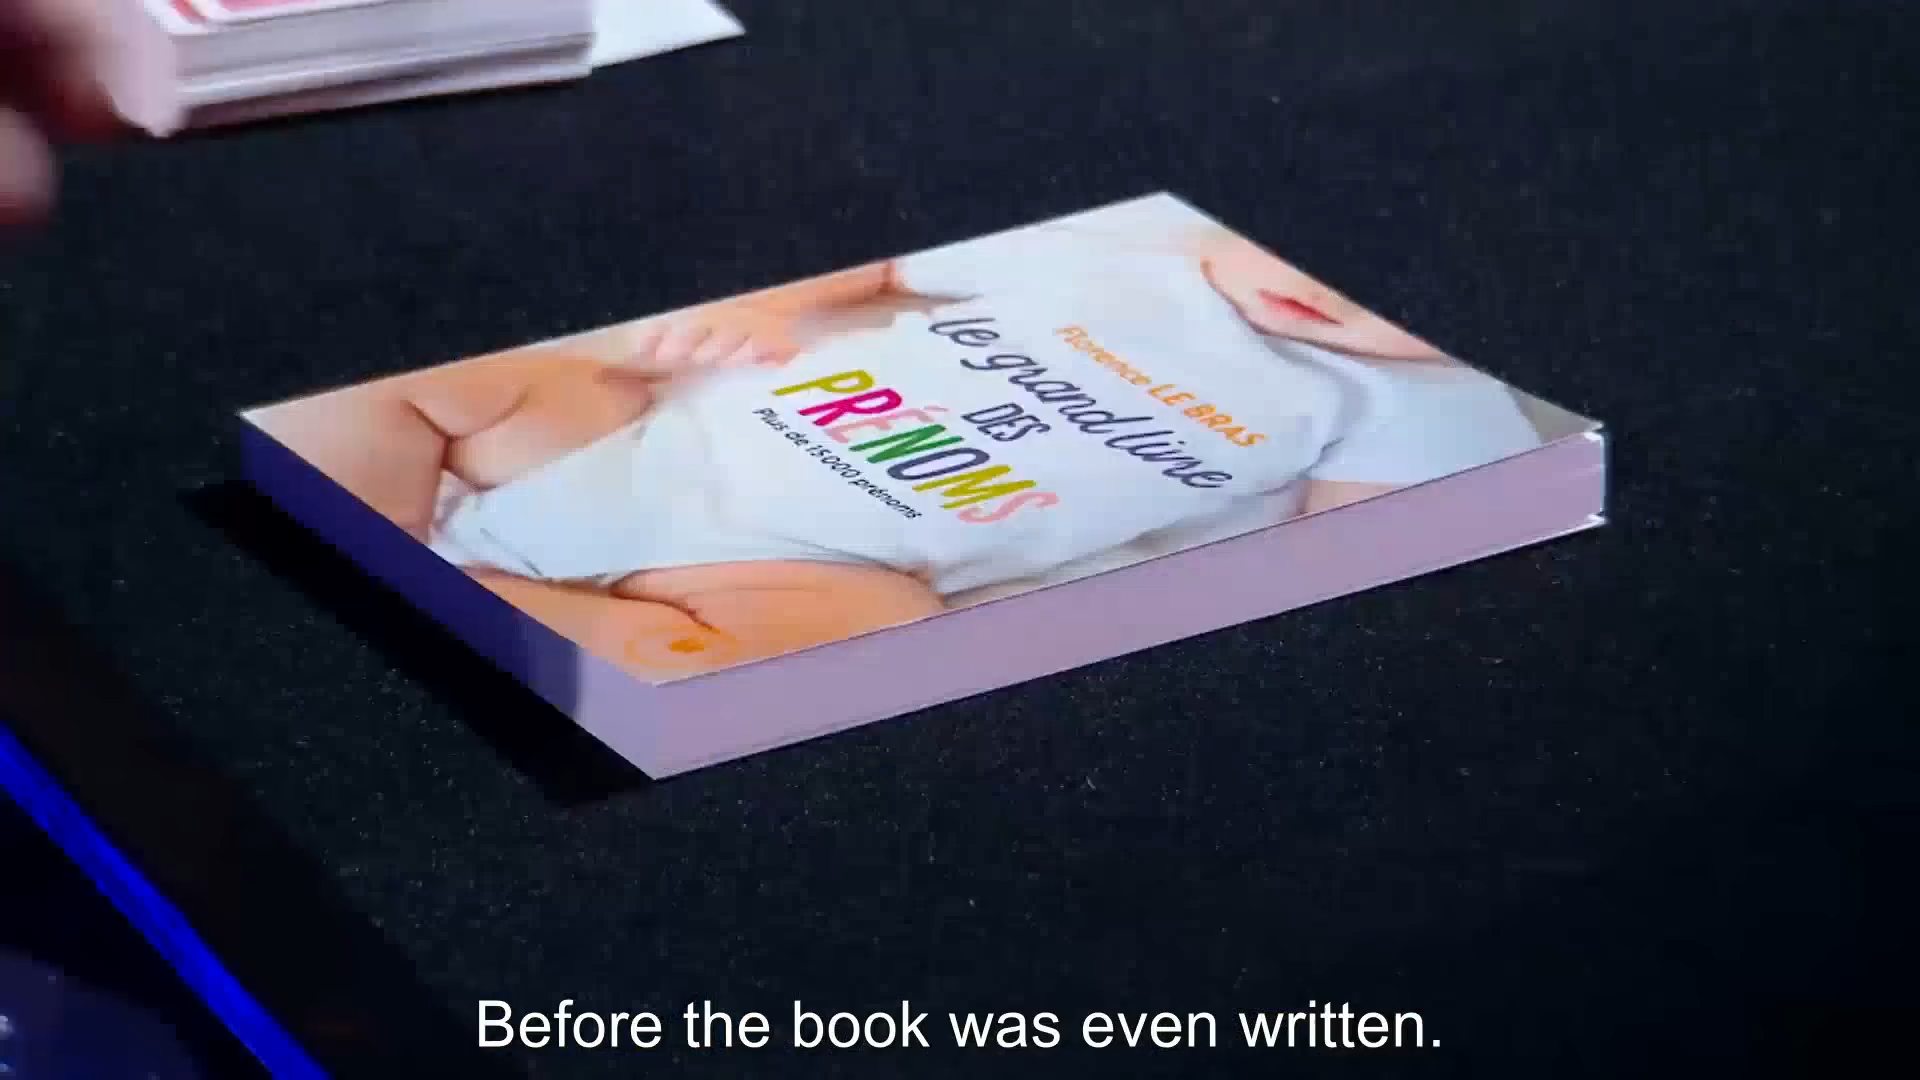 Florence LE BRAS
le grand livre
DES
PRÉNOMS
Plus de 15 000 prénoms
Before the book was even written.